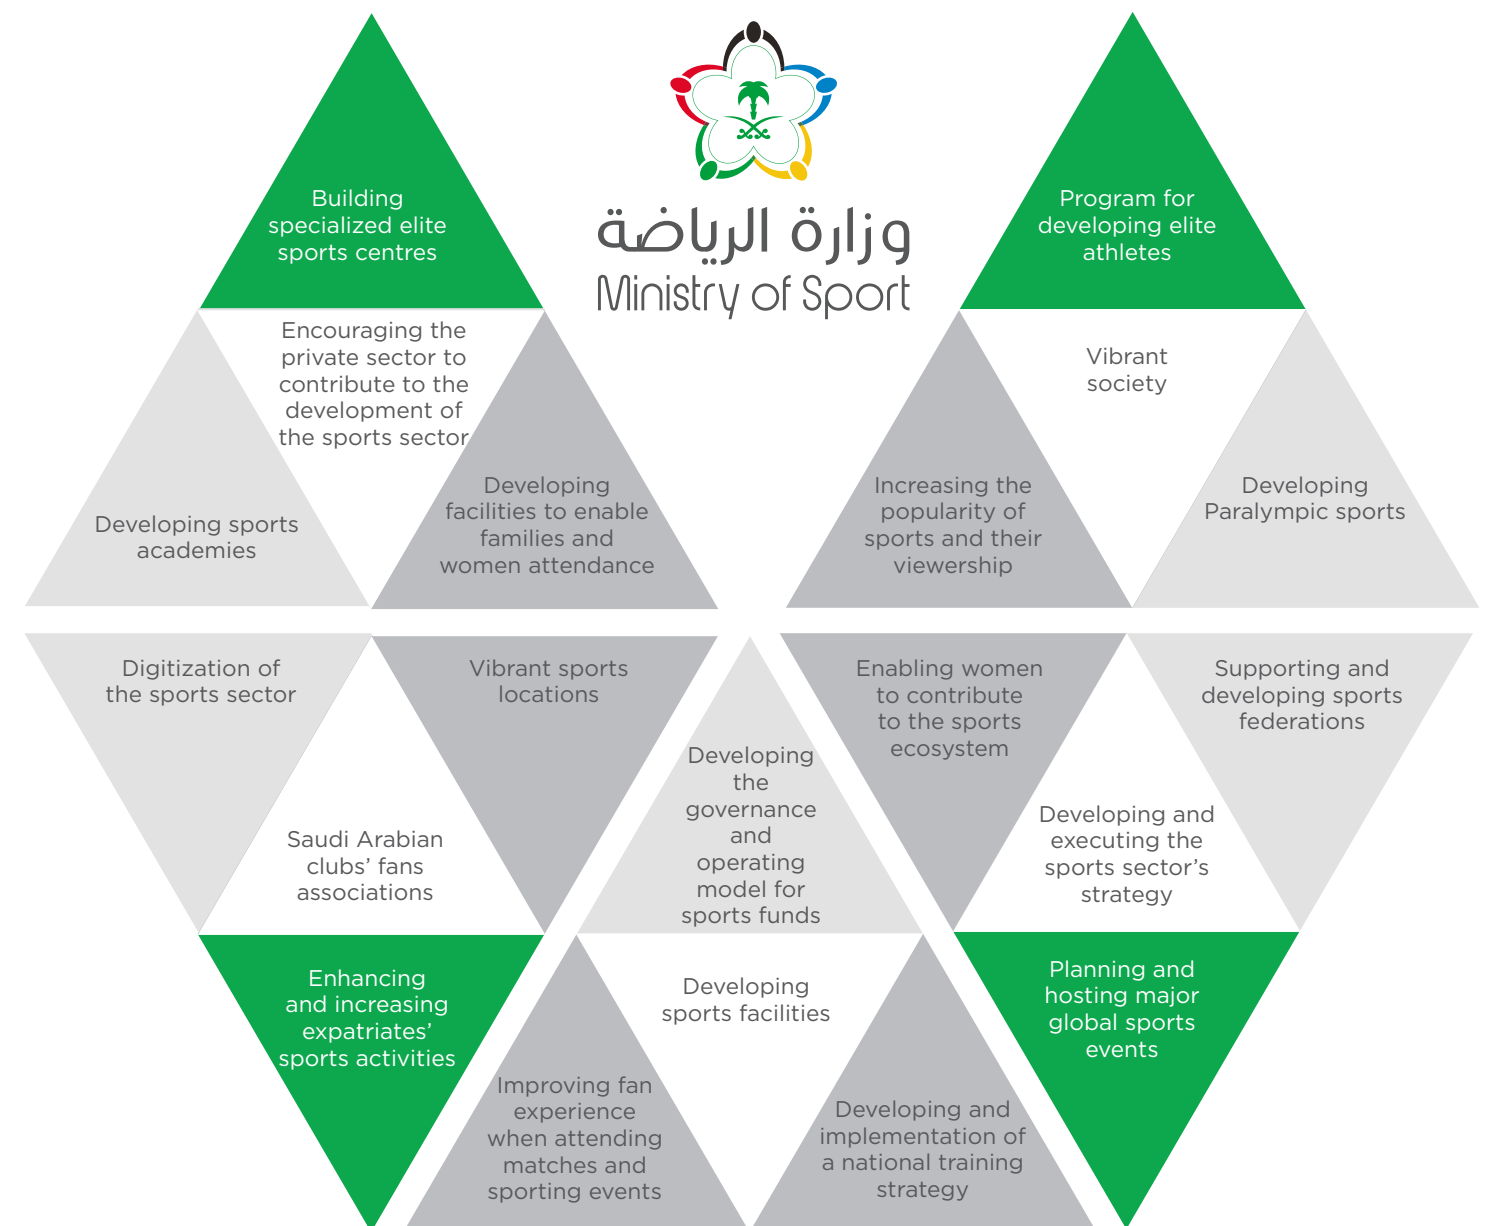 Building
specialized elite
sports centres
وزارة الرياضة
Ministry of Sport
Program for
developing elite
athletes
Encouraging the
private sector to
contribute to the
development of
the sports sector
Vibrant
society
Developing sports
academies
Developing
facilities to enable
families and
women attendance
Increasing the
popularity of
sports and their
viewership
Developing
Paralympic sports
Digitization of
the sports sector
Vibrant sports
locations
Enabling women
to contribute
to the sports
ecosystem
Supporting and
developing sports
federations
Developing
the
governance
and
operating
model for
sports funds
Saudi Arabian
clubs’ fans
associations
Developing and
executing the
sports sector’s
strategy
Enhancing
and increasing
expatriates’
sports activities
Developing
sports facilities
Planning and
hosting major
global sports
events
Improving fan
experience
when attending
matches and
sporting events
Developing and
implementation of
a national training
strategy